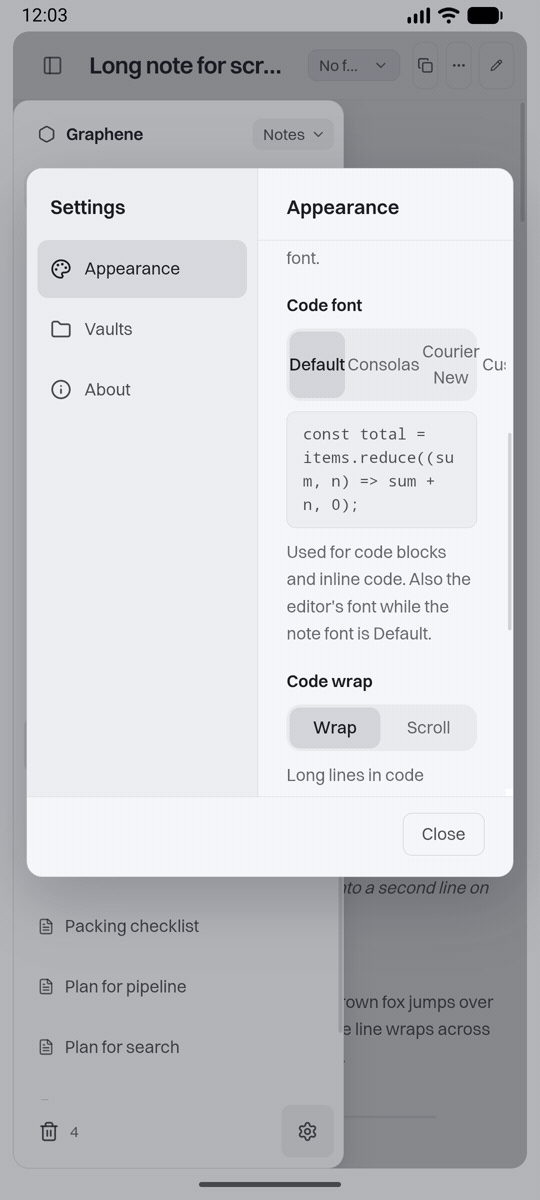 12:03
Long note for scr...
No f...
Graphene
Notes
Settings
Appearance
Vaults
About
Appearance
font.
Code font
Default
Consolas
Courier
New
const total =
items.reduce((su
m, n) => sum +
n, 0);
Used for code blocks
and inline code. Also the
editor's font while the
note font is Default.
Code wrap
Wrap
Scroll
Long lines in code
Close
a second line on
Packing checklist
Plan for pipeline
fox jumps over
line wraps across
Plan for search
4